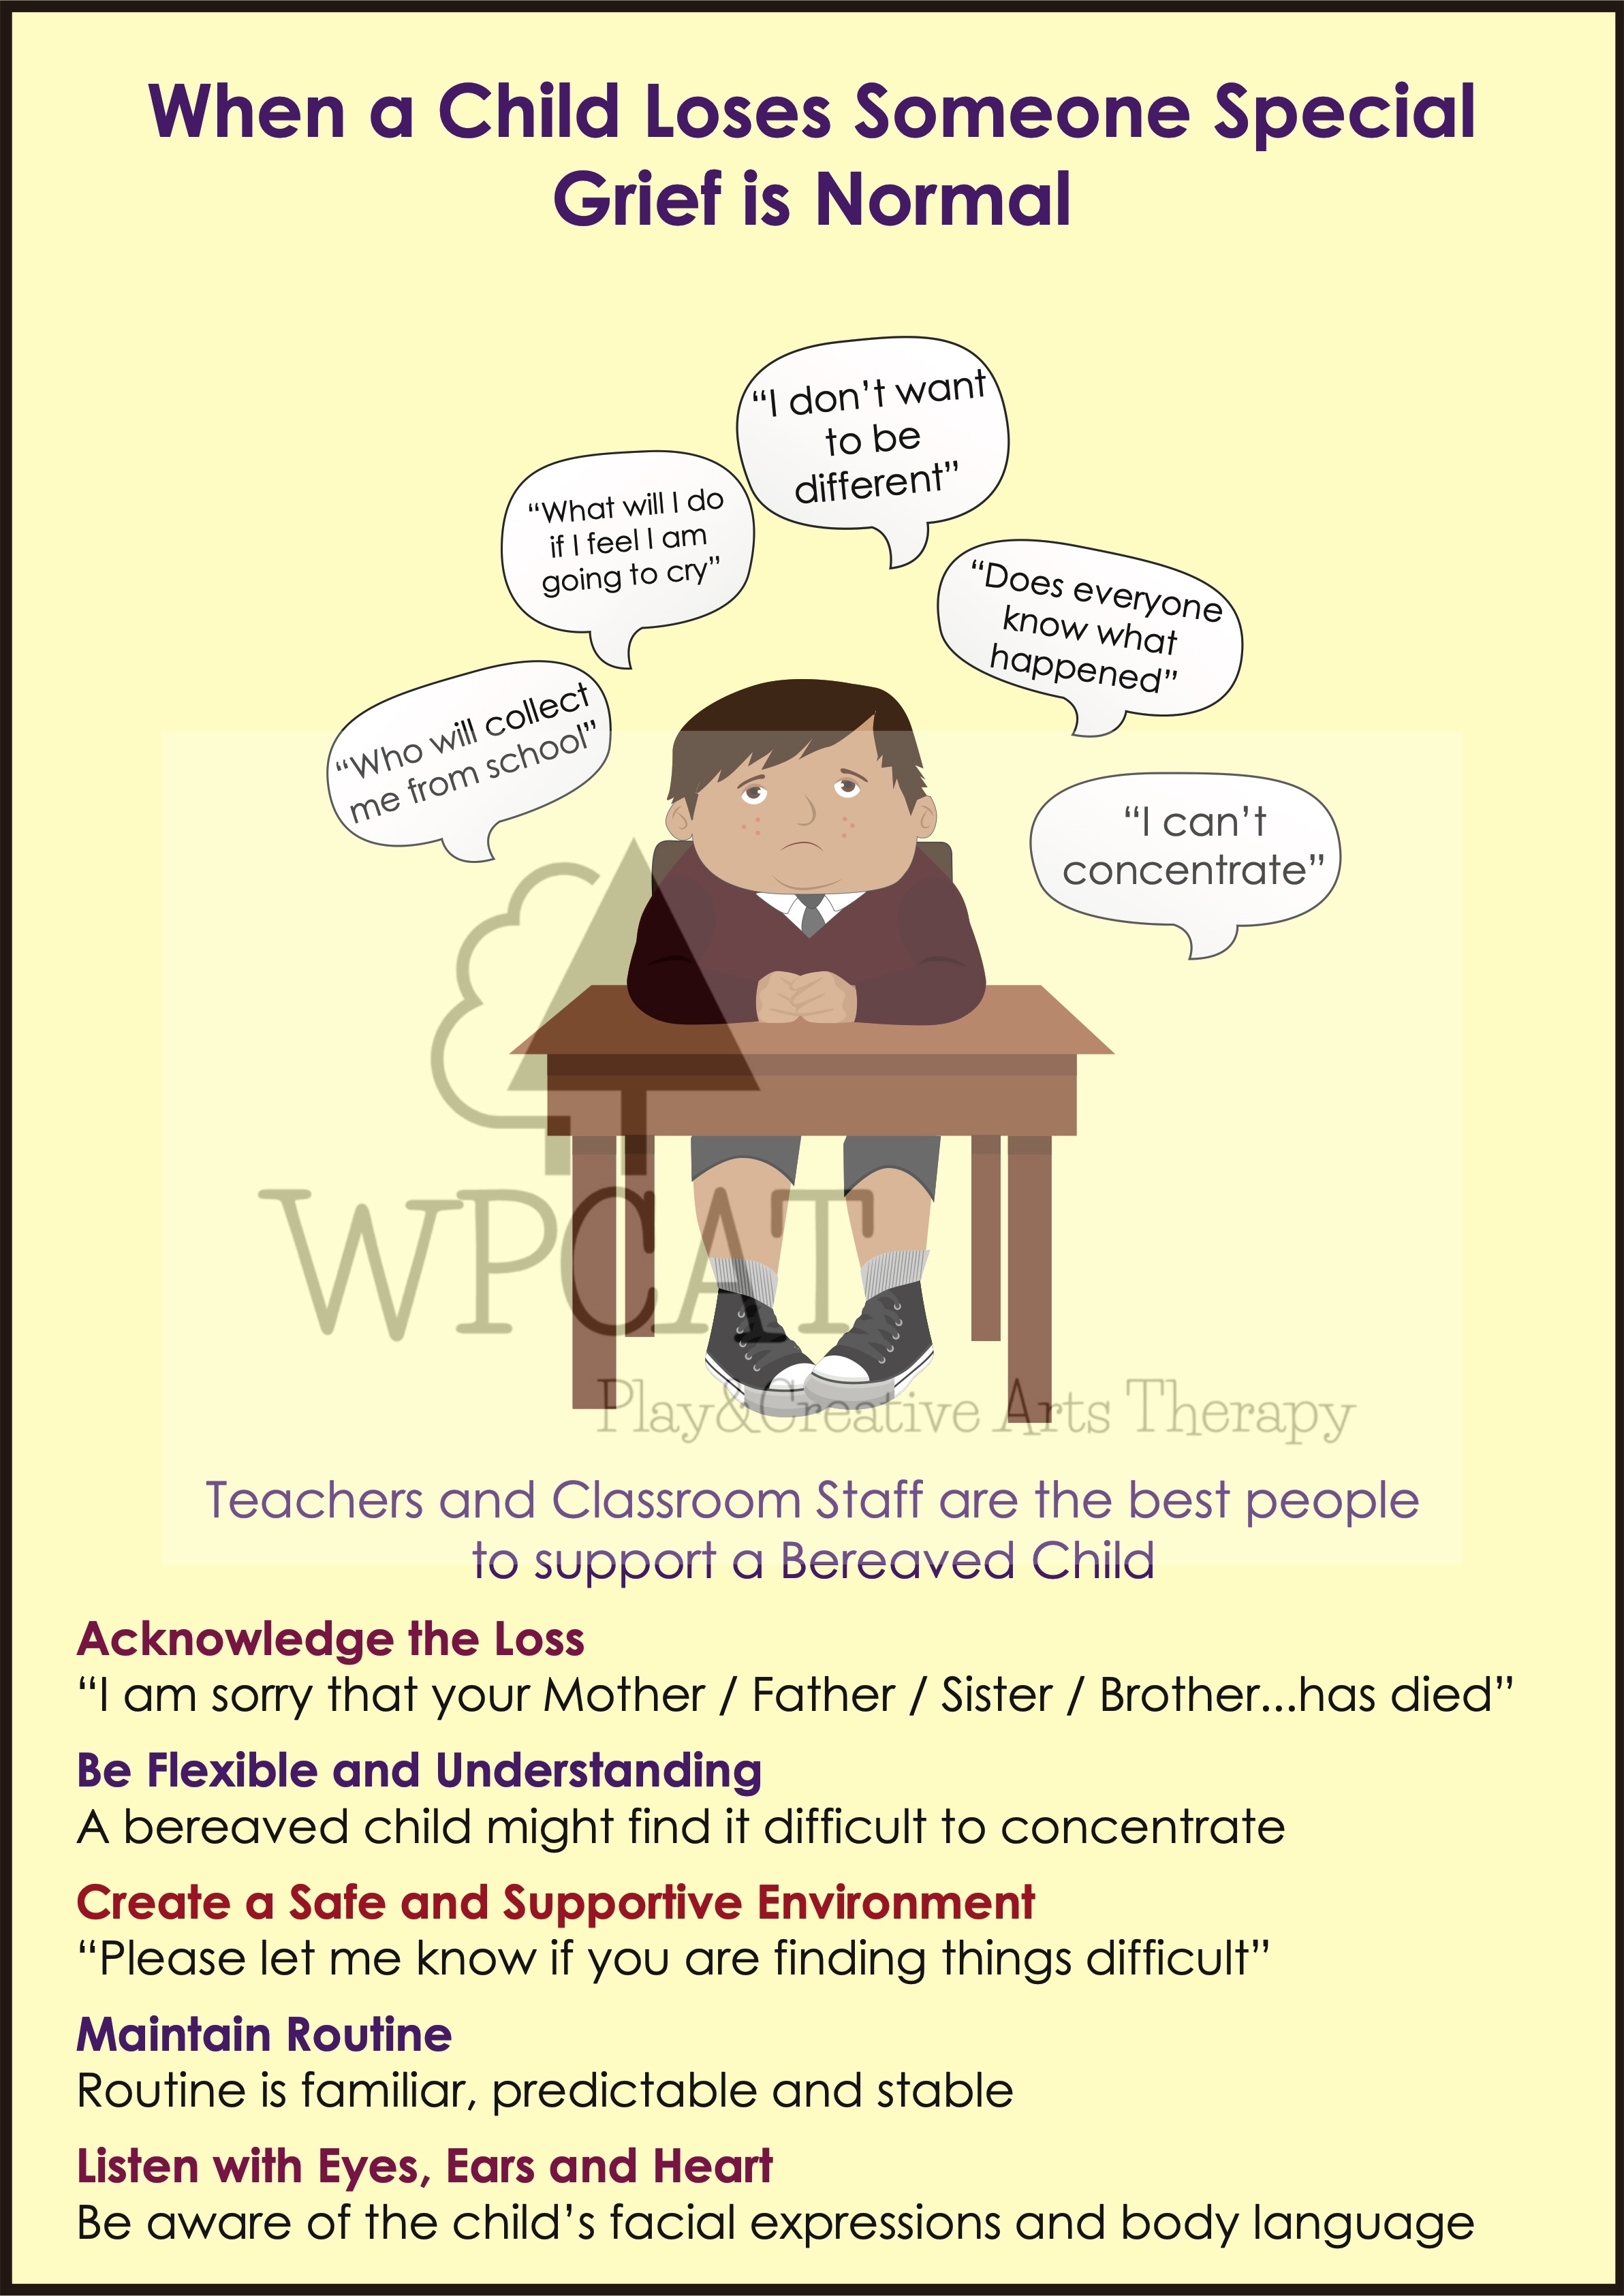 When a Child Loses Someone Special
Grief is Normal
“I don’t want
to be
different”
“What will I do
if I feel I am
going to cry”
“Does everyone
know what
happened”
“Who will collect
me from school”
“I can’t
concentrate”
WPCAT
Play&Creative Arts Therapy
Teachers and Classroom Staff are the best people
to support a Bereaved Child
Acknowledge the Loss
“I am sorry that your Mother / Father / Sister / Brother...has died”
Be Flexible and Understanding
A bereaved child might find it difficult to concentrate
Create a Safe and Supportive Environment
“Please let me know if you are finding things difficult”
Maintain Routine
Routine is familiar, predictable and stable
Listen with Eyes, Ears and Heart
Be aware of the child’s facial expressions and body language